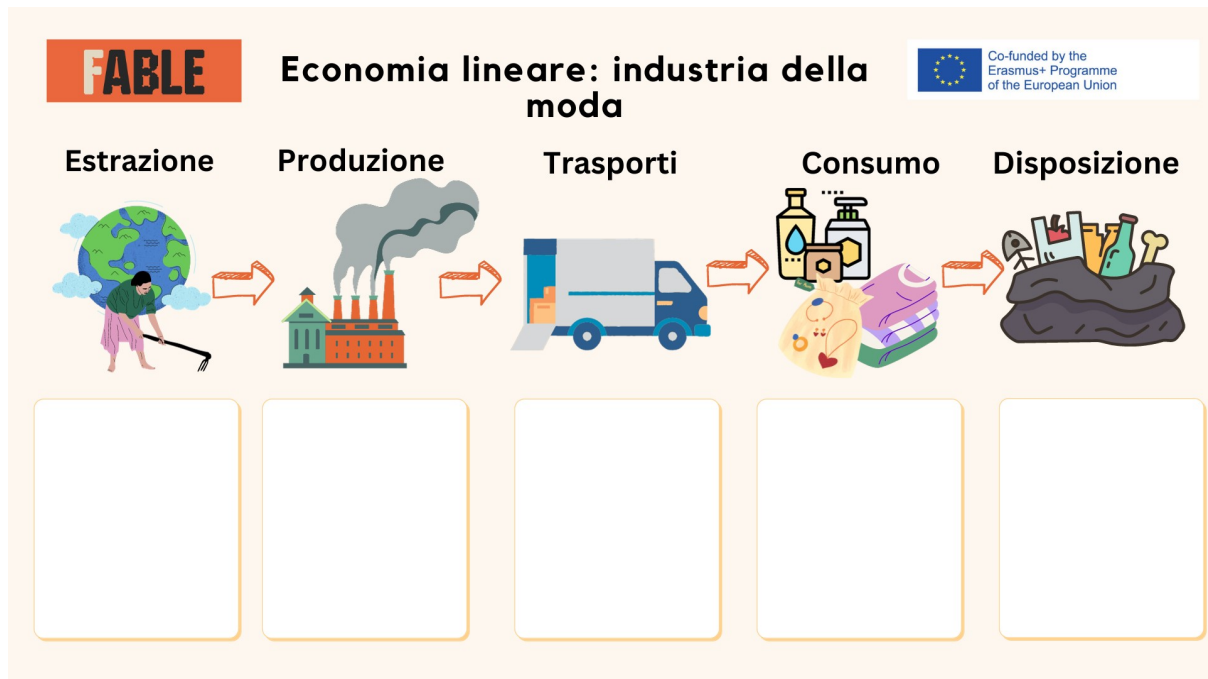 FABLE
Economia lineare: industria della
moda
Co-funded by the
Erasmus+ Programme
of the European Union
Estrazione
Produzione
Trasporti
Consumo
Disposizione